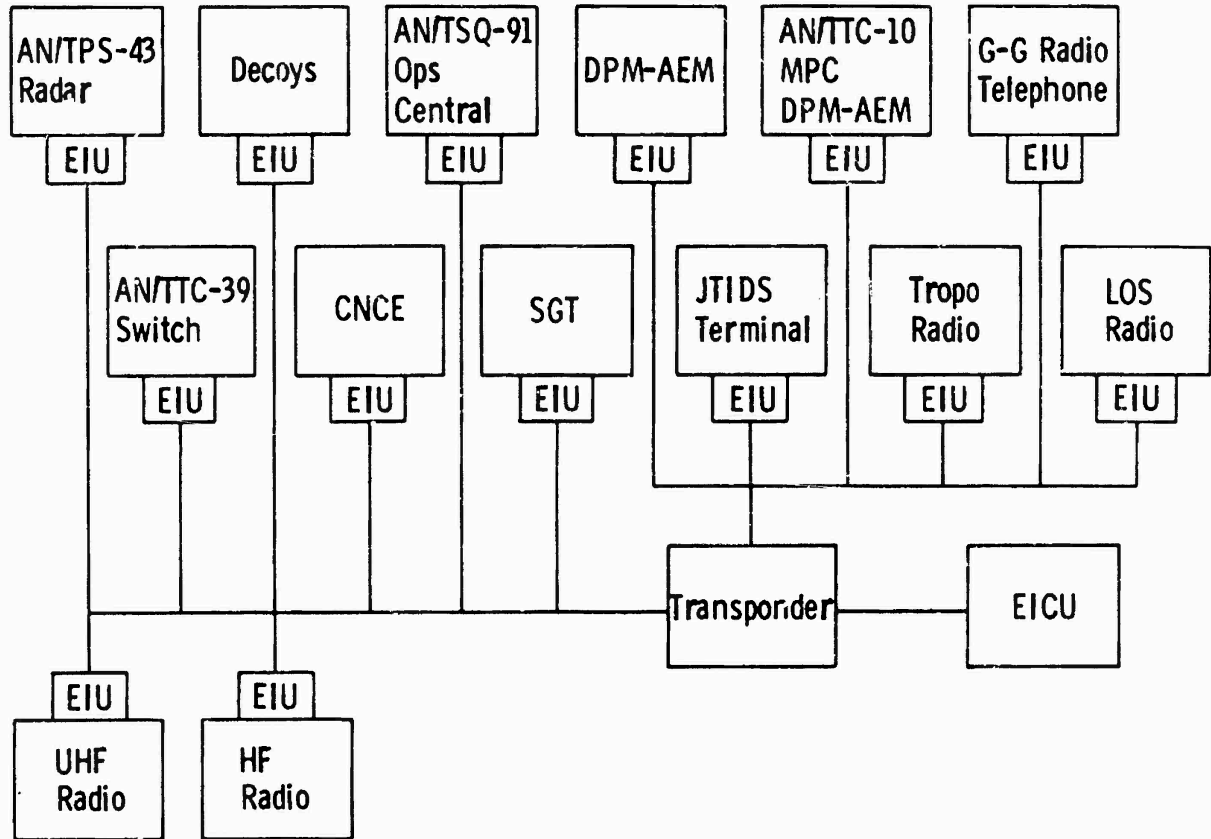 AN/TPS-43
Radar
EIU
Decoys
EIU
AN/TSQ-91
Ops
Central
EIU
DPM-AEM
EIU
AN/TTC-10
MPC
DPM-AEM
EIU
G-G Radio
Telephone
EIU
AN/TTC-39
Switch
EIU
CNCE
EIU
SGT
EIU
JTIDS
Terminal
EIU
Tropo
Radio
EIU
LOS
Radio
EIU
Transponder
EICU
EIU
UHF
Radio
EIU
HF
Radio